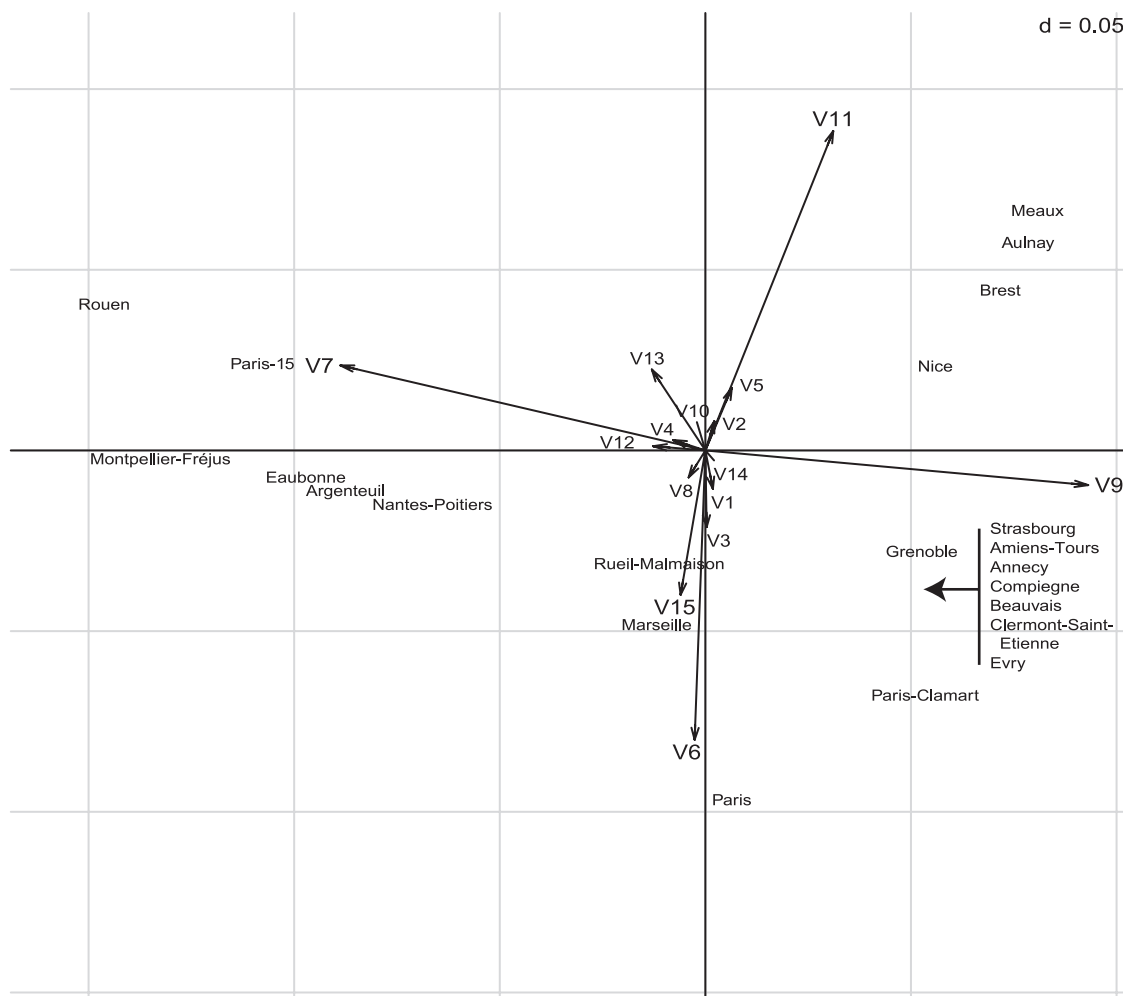 d = 0.05
V11
Meaux
Aulnay
Brest
Rouen
Paris-15
V7
V13
V5
Nice
V10
V2
V4
V12
Montpellier-Fréjus
Eaubonne
Argenteuil
Nantes-Poitiers
V8
V14
V1
V9
V3
Rueil-Malmaison
Grenoble
Strasbourg
Amiens-Tours
Annecy
Compiegne
Beauvais
Clermont-Saint-
Etienne
Evry
V15
Marseille
Paris-Clamart
V6
Paris